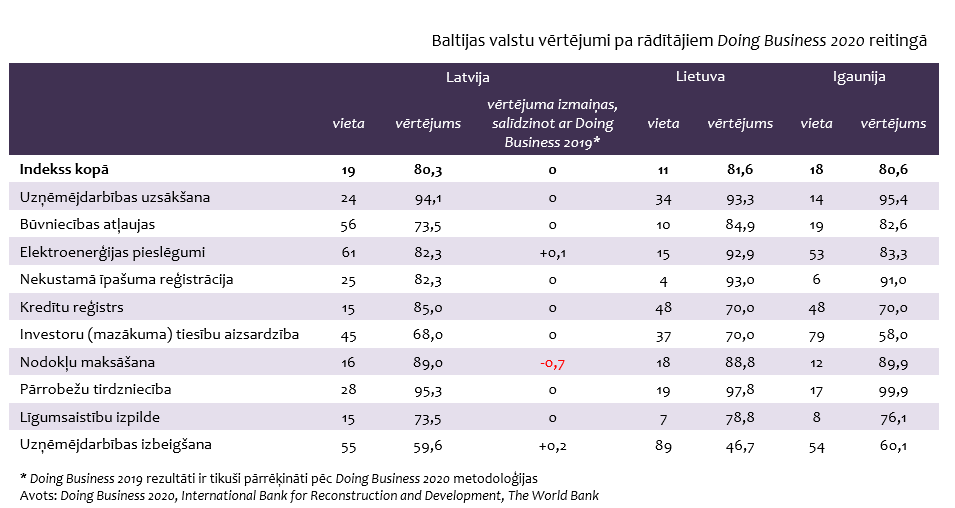 Baltijas valstu vērtējumi pa rādītājiem Doing Business 2020 reitingā
Latvija Lietuva Igaunija
vieta vērtējums vērtējuma izmaiņas, salīdzinot ar Doing Business 2019* vieta vērtējums vieta vērtējums
Indekss kopā 19 80,3 0 11 81,6 18 80,6
Uzņēmējdarbības uzsākšana 24 94,1 0 34 93,3 14 95,4
Būvniecības atļaujas 56 73,5 0 10 84,9 19 82,6
Elektroenerģijas pieslēgumi 61 82,3 +0,1 15 92,9 53 83,3
Nekustamā īpašuma reģistrācija 25 82,3 0 4 93,0 6 91,0
Kredītu reģistrs 15 85,0 0 48 70,0 48 70,0
Investoru (mazākuma) tiesību aizsardzība 45 68,0 0 37 70,0 79 58,0
Nodokļu maksāšana 16 89,0 -0,7 18 88,8 12 89,9
Pārrobežu tirdzniecība 28 95,3 0 19 97,8 17 99,9
Līgumsaistību izpilde 15 73,5 0 7 78,8 8 76,1
Uzņēmējdarbības izbeigšana 55 59,6 +0,2 89 46,7 54 60,1
* Doing Business 2019 rezultāti ir tikuši pārrēķināti pēc Doing Business 2020 metodoloģijas
Avots: Doing Business 2020, International Bank for Reconstruction and Development, The World Bank